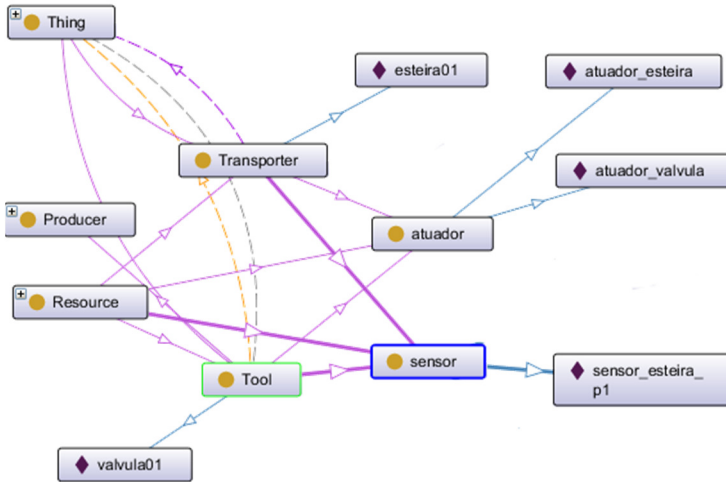 Thing
esteira01
atuador_esteira
Transporter
atuador_valvula
Producer
atuador
Resource
sensor
Tool
sensor_esteira_
p1
valvula01